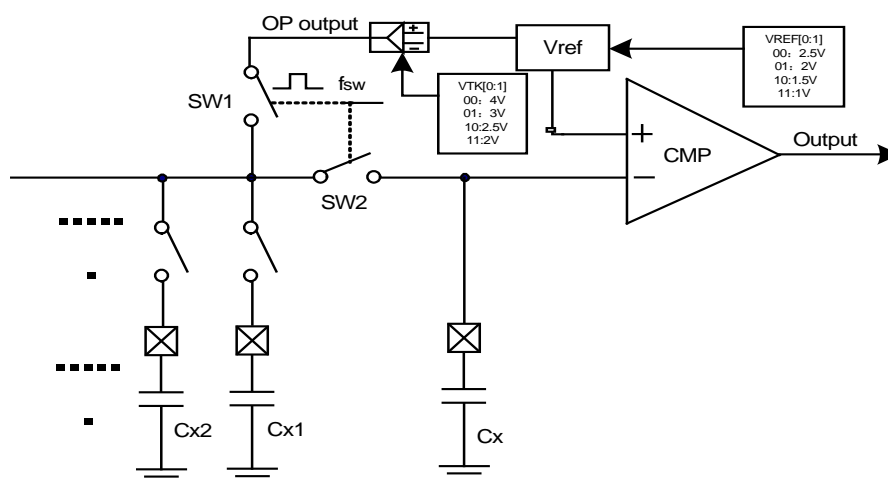 OP output
Vref
VREF[0:1]
00：2.5V
01：2V
10:1.5V
11:1V
SW1
fsw
VTK[0:1]
00：4V
01：3V
10:2.5V
11:2V
+
CMP
Output
−
SW2
Cx2
Cx1
Cx